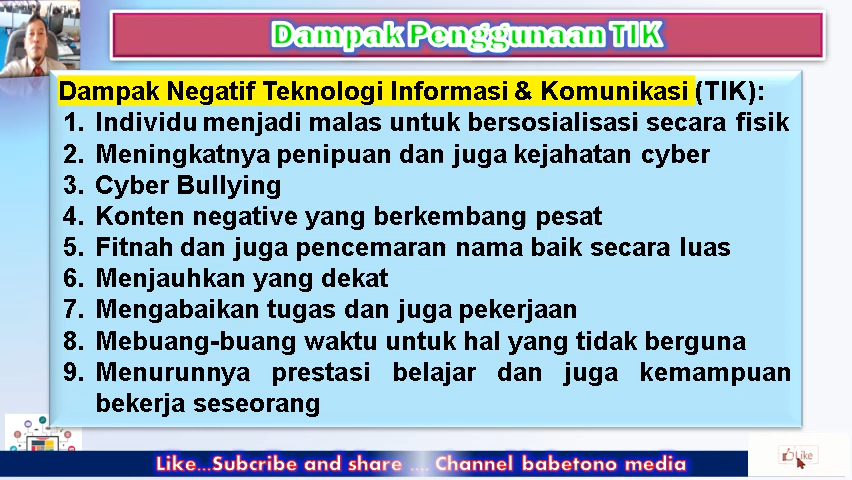 Dampak Penggunaan TIK
Dampak Negatif Teknologi Informasi & Komunikasi (TIK):
1. Individu menjadi malas untuk bersosialisasi secara fisik
2. Meningkatnya penipuan dan juga kejahatan cyber
3. Cyber Bullying
4. Konten negative yang berkembang pesat
5. Fitnah dan juga pencemaran nama baik secara luas
6. Menjauhkan yang dekat
7. Mengabaikan tugas dan juga pekerjaan
8. Mebuang-buang waktu untuk hal yang tidak berguna
9. Menurunnya prestasi belajar dan juga kemampuan
bekerja seseorang
Like...Subcribe and share .... Channel babetono media
Like